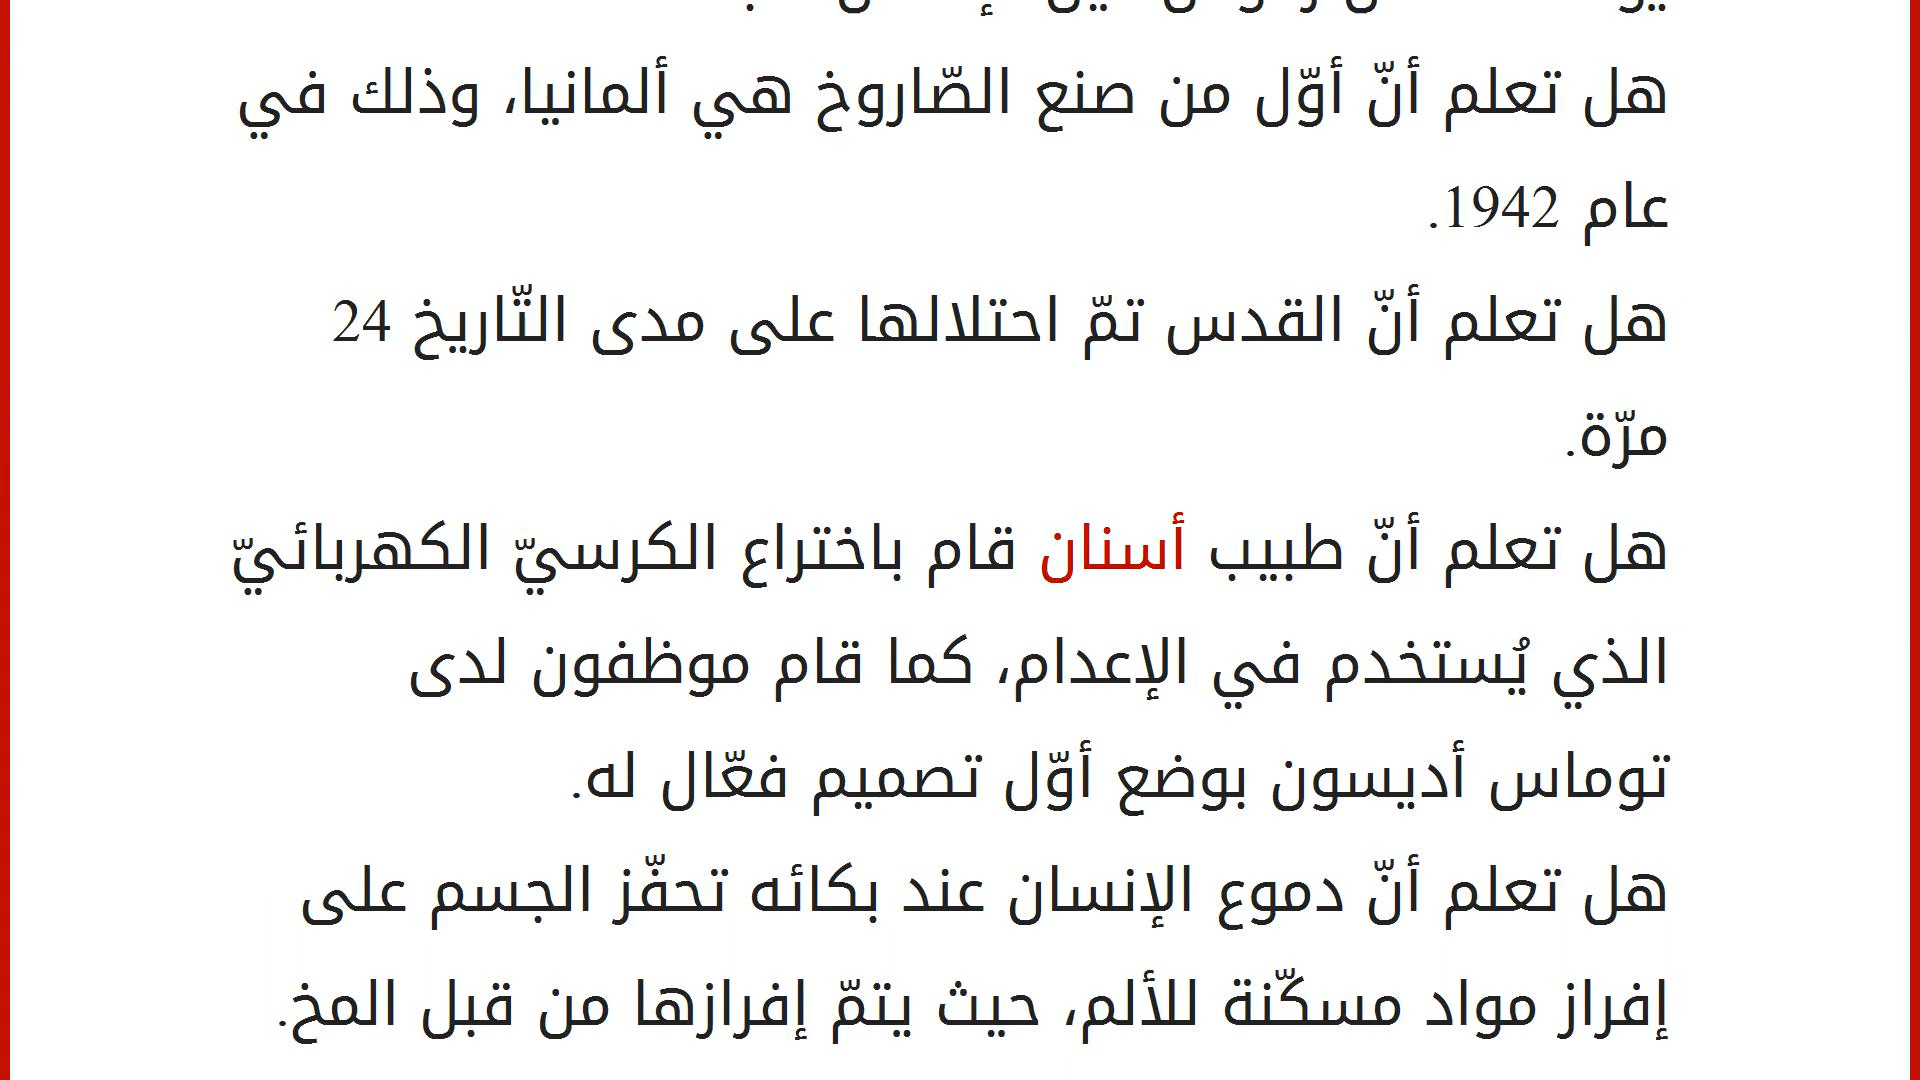 هل تعلم أنّ أوّل من صنع الصّاروخ هي ألمانيا، وذلك في
عام 1942.
هل تعلم أنّ القدس تمّ احتلالها على مدى التّاريخ 24
مرّة.
هل تعلم أنّ طبيب أسنان قام باختراع الكرسيّ الكهربائيّ
الذي يُستخدم في الإعدام، كما قام موظفون لدى
توماس أديسون بوضع أوّل تصميم فعّال له.
هل تعلم أنّ دموع الإنسان عند بكائه تحفّز الجسم على
إفراز مواد مسكّنة للألم، حيث يتمّ إفرازها من قبل المخ.